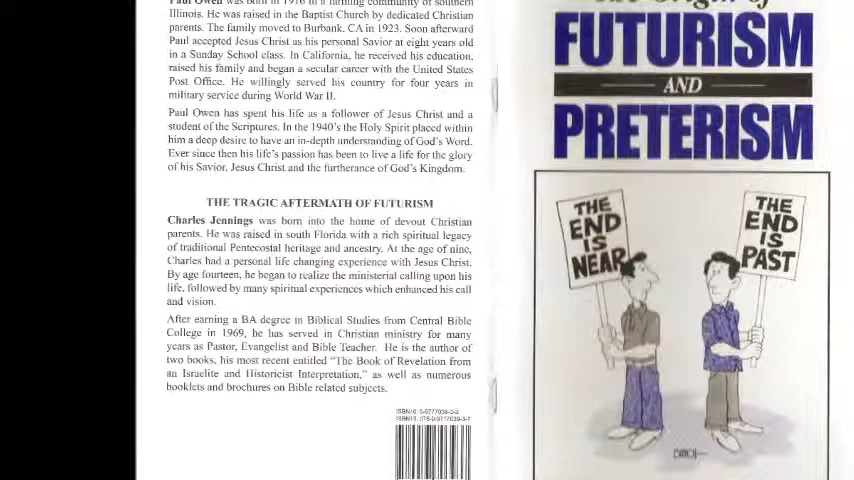 Paul Owen was born in 1916 in a farming community of southern
Illinois. He was raised in the Baptist Church by dedicated Christian
parents. The family moved to Burbank, CA in 1923. Soon afterward
Paul accepted Jesus Christ as his personal Savior at eight years old
in a Sunday School class. In California, he received his education,
raised his family and began a secular career with the United States
Post Office. He willingly served his country for four years in
military service during World War II.
Paul Owen has spent his life as a follower of Jesus Christ and a
student of the Scriptures. In the 1940's the Holy Spirit placed within
him a deep desire to have an in-depth understanding of God's Word.
Ever since then his life's passion has been to live a life for the glory
of his Savior, Jesus Christ and the furtherance of God's Kingdom.
THE TRAGIC AFTERMATH OF FUTURISM
Charles Jennings was born into the home of devout Christian
parents. He was raised in south Florida with a rich spiritual legacy
of traditional Pentecostal heritage and ancestry. At the age of nine,
Charles had a personal life changing experience with Jesus Christ.
By age fourteen, he began to realize the ministerial calling upon his
life, followed by many spiritual experiences which enhanced his call
and vision.
After earning a BA degree in Biblical Studies from Central Bible
College in 1969, he has served in Christian ministry for many
years as Pastor, Evangelist and Bible Teacher. He is the author of
two books, his most recent entitled "The Book of Revelation from
an Israelite and Historicist Interpretation," as well as numerous
booklets and brochures on Bible related subjects.
The Origin of
FUTURISM
AND
PRETERISM
THE
END
IS
NEAR
THE
END
IS
PAST